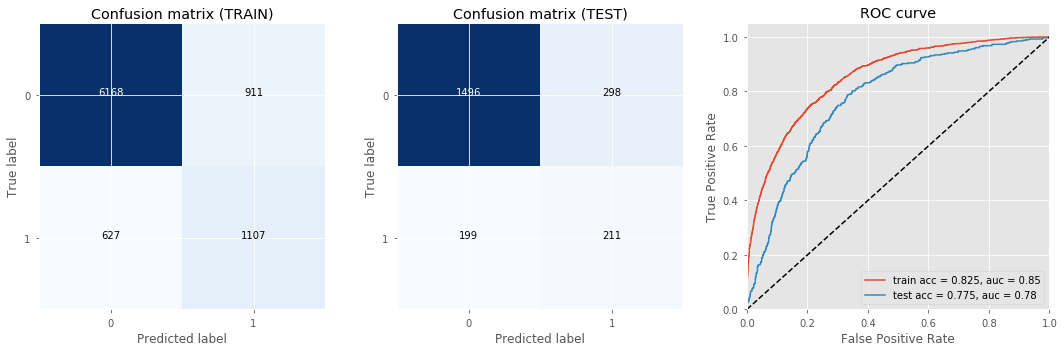 Confusion matrix (TRAIN)
0
1
True label
6168 911
627 1107
0 1
Predicted label
Confusion matrix (TEST)
0
1
True label
1496 298
199 211
0 1
Predicted label
ROC curve
1.0
0.8
0.6
0.4
0.2
0.0
True Positive Rate
train acc = 0.825, auc = 0.85
test acc = 0.775, auc = 0.78
0.0 0.2 0.4 0.6 0.8 1.0
False Positive Rate